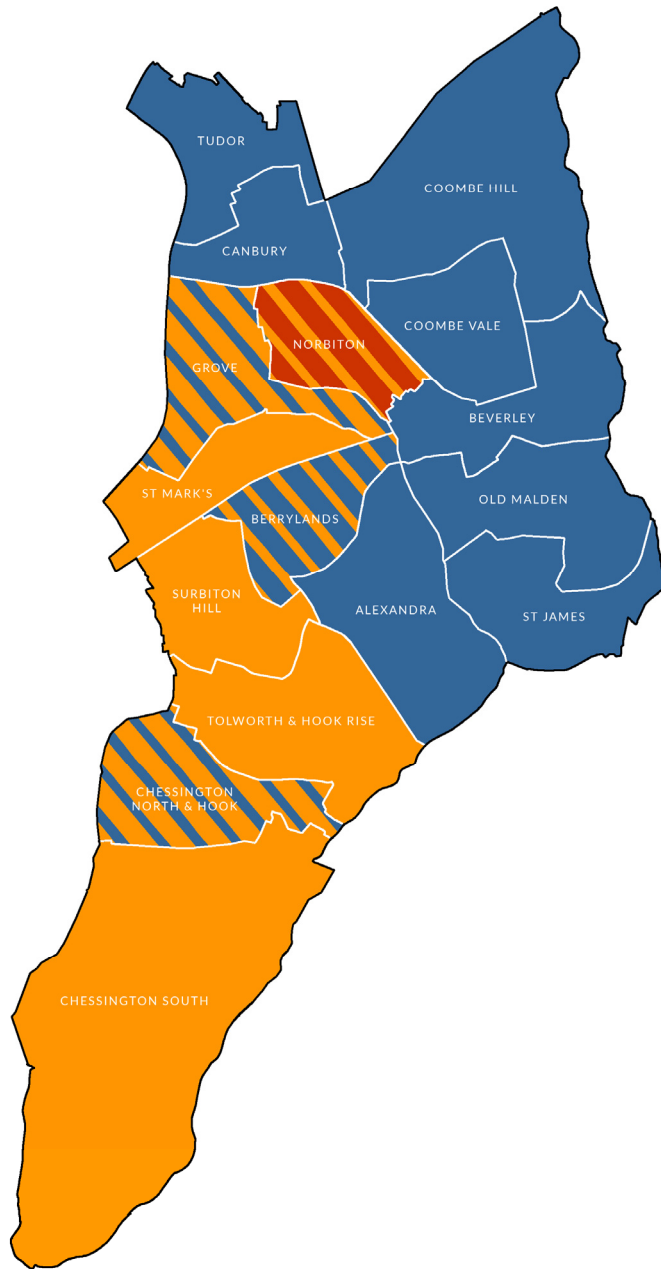 TUDOR
COOMBE HILL
CANBURY
COOMBE VALE
NORBITON
GROVE
BEVERLEY
ST MARK'S
OLD MALDEN
BERRYLANDS
SURBITON
HILL
ALEXANDRA
ST JAMES
TOLWORTH & HOOK RISE
CHESSINGTON
NORTH & HOOK
CHESSINGTON SOUTH